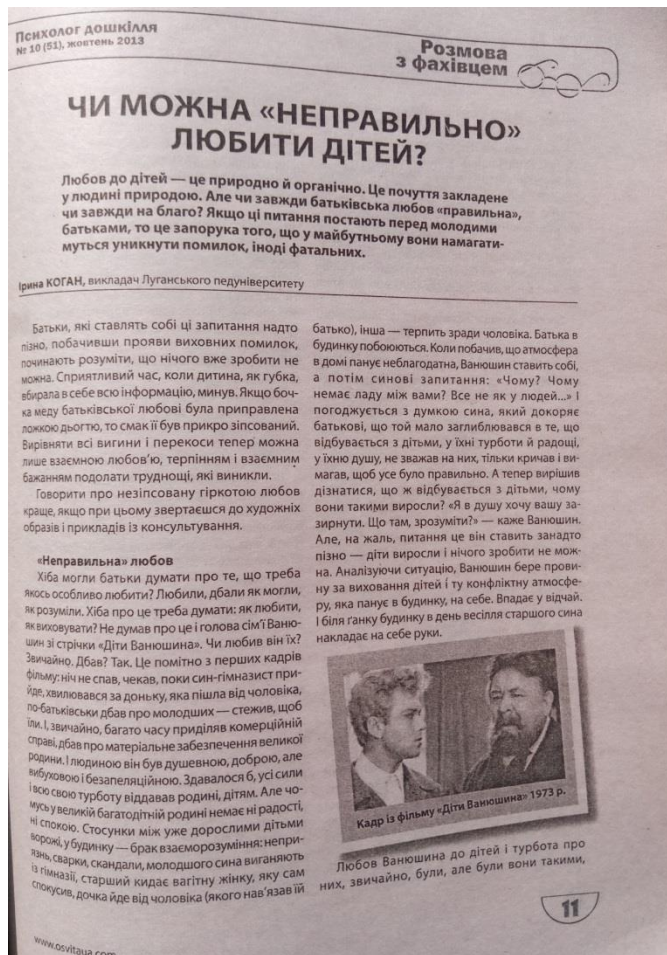 Психолог дошкілля
№ 10 (51), жовтень 2013
Розмова
з фахівцем
ЧИ МОЖНА «НЕПРАВИЛЬНО»
ЛЮБИТИ ДІТЕЙ?
Любов до дітей — це природно й органічно. Це почуття закладене
у людині природою. Але чи завжди батьківська любов «правильна»,
чи завжди на благо? Якщо ці питання постають перед молодими
батьками, то це запорука того, що у майбутньому вони намагати-
муться уникнути помилок, іноді фатальних.
Ірина КОГАН, викладач Луганського педуніверситету
Батьки, які ставлять собі ці запитання надто
пізно, побачивши прояви виховних помилок,
починають розуміти, що нічого вже зробити не
можна. Сприятливий час, коли дитина, як губка,
вбирала в себе всю інформацію, минув. Якщо боч-
ка меду батьківської любові була приправлена
ложкою дьогтю, то смак її був прикро зіпсований.
Вирівняти всі вигини і перекоси тепер можна
лише взаємною любов’ю, терпінням і взаємним
бажанням подолати труднощі, які виникли.
Говорити про незіпсовану гіркотою любов
краще, якщо при цьому звертаєшся до художніх
образів і прикладів із консультування.
«Неправильна» любов
Хіба могли батьки думати про те, що треба
якось особливо любити? Любили, дбали як могли,
як розуміли. Хіба про це треба думати: як любити,
як виховувати? Не думав про це і голова сім’ї Ваню-
шин зі стрічки «Діти Ванюшина». Чи любив він їх?
Звичайно. Дбав? Так. Це помітно з перших кадрів
фільму: ніч не спав, чекав, поки син-гімназист при-
йде, хвилювався за доньку, яка пішла від чоловіка,
по-батьківськи дбав про молодших — стежив, щоб
їли. І, звичайно, багато часу приділяв комерційній
справі, дбав про матеріальне забезпечення великої
родини. І людиною він був душевною, доброю, але
вибуховою і безапеляційною. Здавалося б, усі сили
і всю свою турботу віддавав родині, дітям. Але чо-
мусь у великій багатодітній родині немає ні радості,
ні спокою. Стосунки між уже дорослими дітьми
ворожі, у будинку — брак взаєморозуміння: непри-
язнь, сварки, скандали, молодшого сина виганяють
із гімназії, старший кидає вагітну жінку, яку сам
спокусив, дочка йде від чоловіка (якого нав’язав їй
батько), інша — терпить зради чоловіка. Батька в
будинку побоюються. Коли побачив, що атмосфера
в домі панує неблагодатна, Ванюшин ставить собі,
а потім синові запитання: «Чому? Чому
немає ладу між вами? Все не як у людей...» І
погоджується з думкою сина, який докоряє
батькові, що той мало заглиблювався в те, що
відбувається з дітьми, у їхні турботи й радощі,
у їхню душу, не зважав на них, тільки кричав і ви-
магав, щоб усе було правильно. А тепер вирішив
дізнатися, що ж відбувається з дітьми, чому
вони такими виросли? «Я в душу хочу вашу за-
зирнути. Що там, зрозуміти?» — каже Ванюшин.
Але, на жаль, питання це він ставить занадто
пізно — діти виросли і нічого зробити не мож-
на. Аналізуючи ситуацію, Ванюшин бере прови-
ну за виховання дітей і ту конфліктну атмосфе-
ру, яка панує в будинку, на себе. Впадає у відчай.
І біля ґанку будинку в день весілля старшого сина
накладає на себе руки.
Кадр із фільму «Діти Ванюшина» 1973 р.
Любов Ванюшина до дітей і турбота про
них, звичайно, були, але були вони такими,
11
www.osvitaua.com